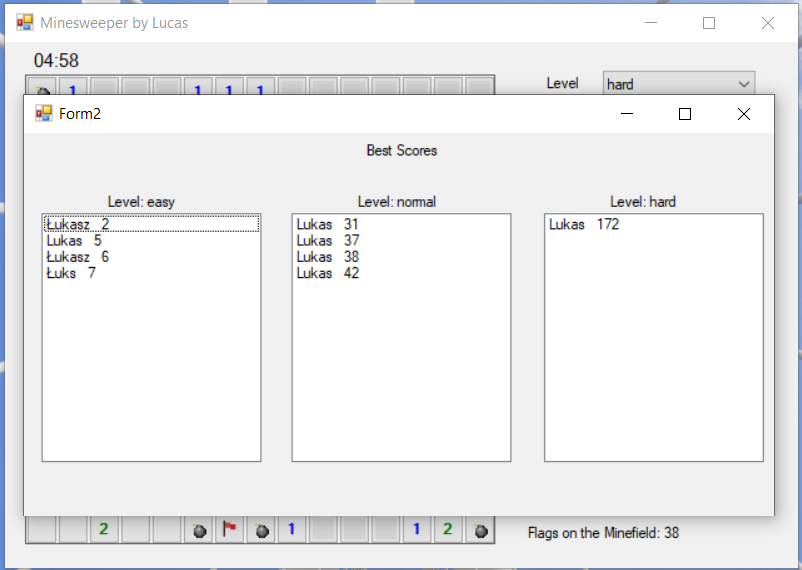 Minesweeper by Lucas
04:58
1 1 1 1
Level hard
Form2
Best Scores
Level: easy
Łukasz 2
Lukas 5
Łukasz 6
Łuks 7
Level: normal
Lukas 31
Lukas 37
Lukas 38
Lukas 42
Level: hard
Lukas 172
2 1 1 2
Flags on the Minefield: 38